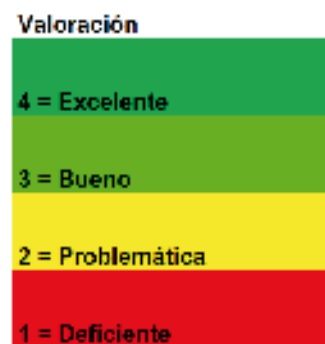 Valoración
4 = Excelente
3 = Bueno
2 = Problemática
1 = Deficiente